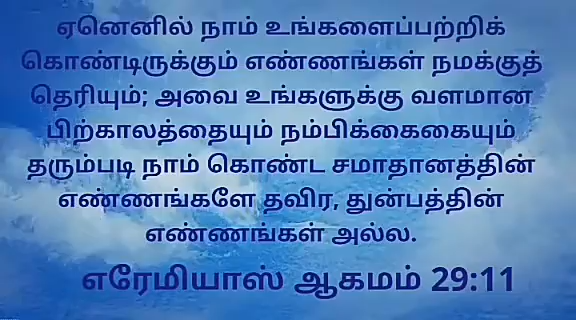 ஏனெனில் நாம் உங்களைப்பற்றிக்
கொண்டிருக்கும் எண்ணங்கள் நமக்குத்
தெரியும்; அவை உங்களுக்கு வளமான
பிற்காலத்தையும் நம்பிக்கைகையும்
தரும்படி நாம் கொண்ட சமாதானத்தின்
எண்ணங்களே தவிர, துன்பத்தின்
எண்ணங்கள் அல்ல.
எரேமியாஸ் ஆகமம் 29:11